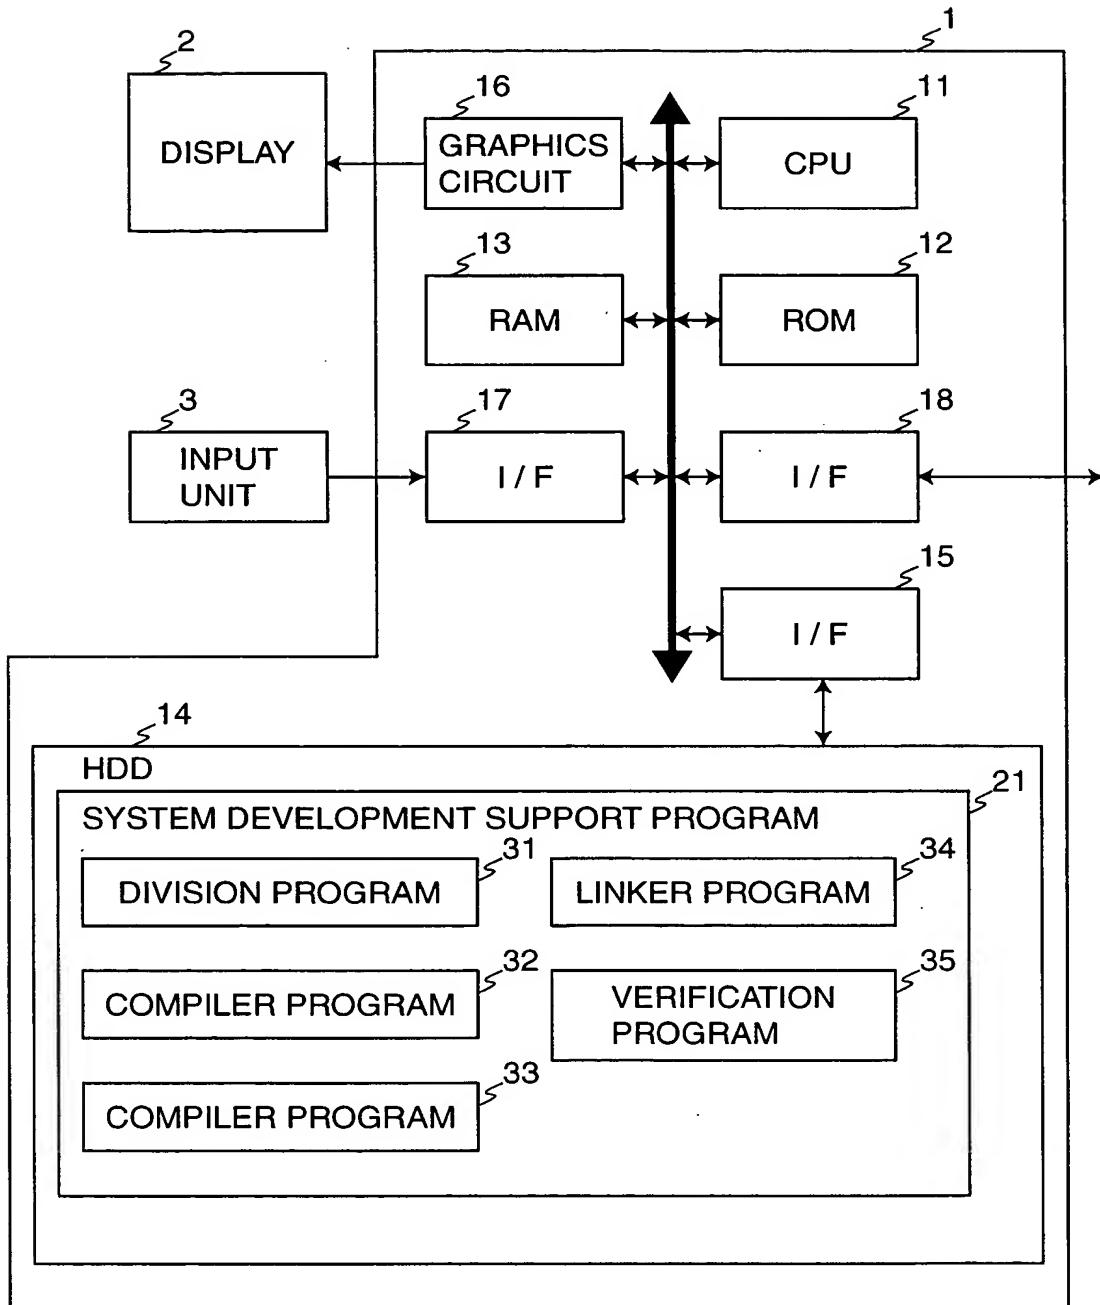 1
2
DISPLAY
16
GRAPHICS
CIRCUIT
11
CPU
13
RAM
12
ROM
3
INPUT
UNIT
17
I / F
18
I / F
15
I / F
14
HDD
21
SYSTEM DEVELOPMENT SUPPORT PROGRAM
31
DIVISION PROGRAM
34
LINKER PROGRAM
32
COMPILER PROGRAM
35
VERIFICATION
PROGRAM
33
COMPILER PROGRAM